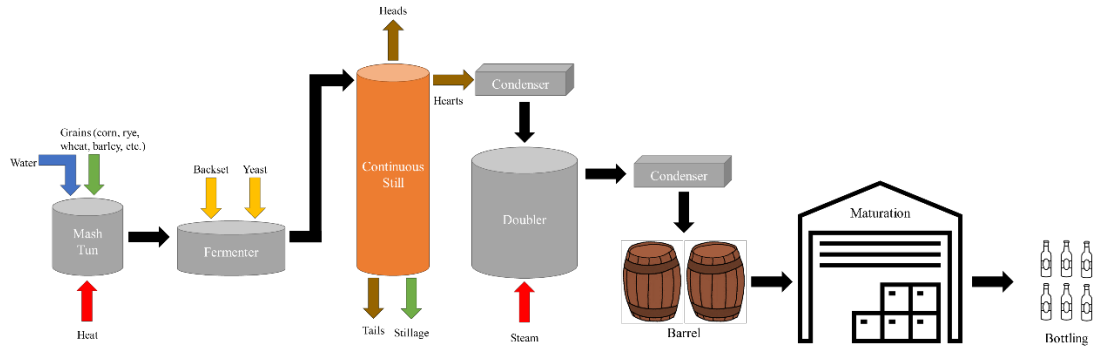 Heads
Condenser
Hearts
Grains (corn, rye,
wheat, barley, etc.)
Water
Backset
Yeast
Continuous
Still
Condenser
Maturation
Mash
Tun
Fermenter
Doubler
Heat
Tails
Stillage
Steam
Barrel
Bottling